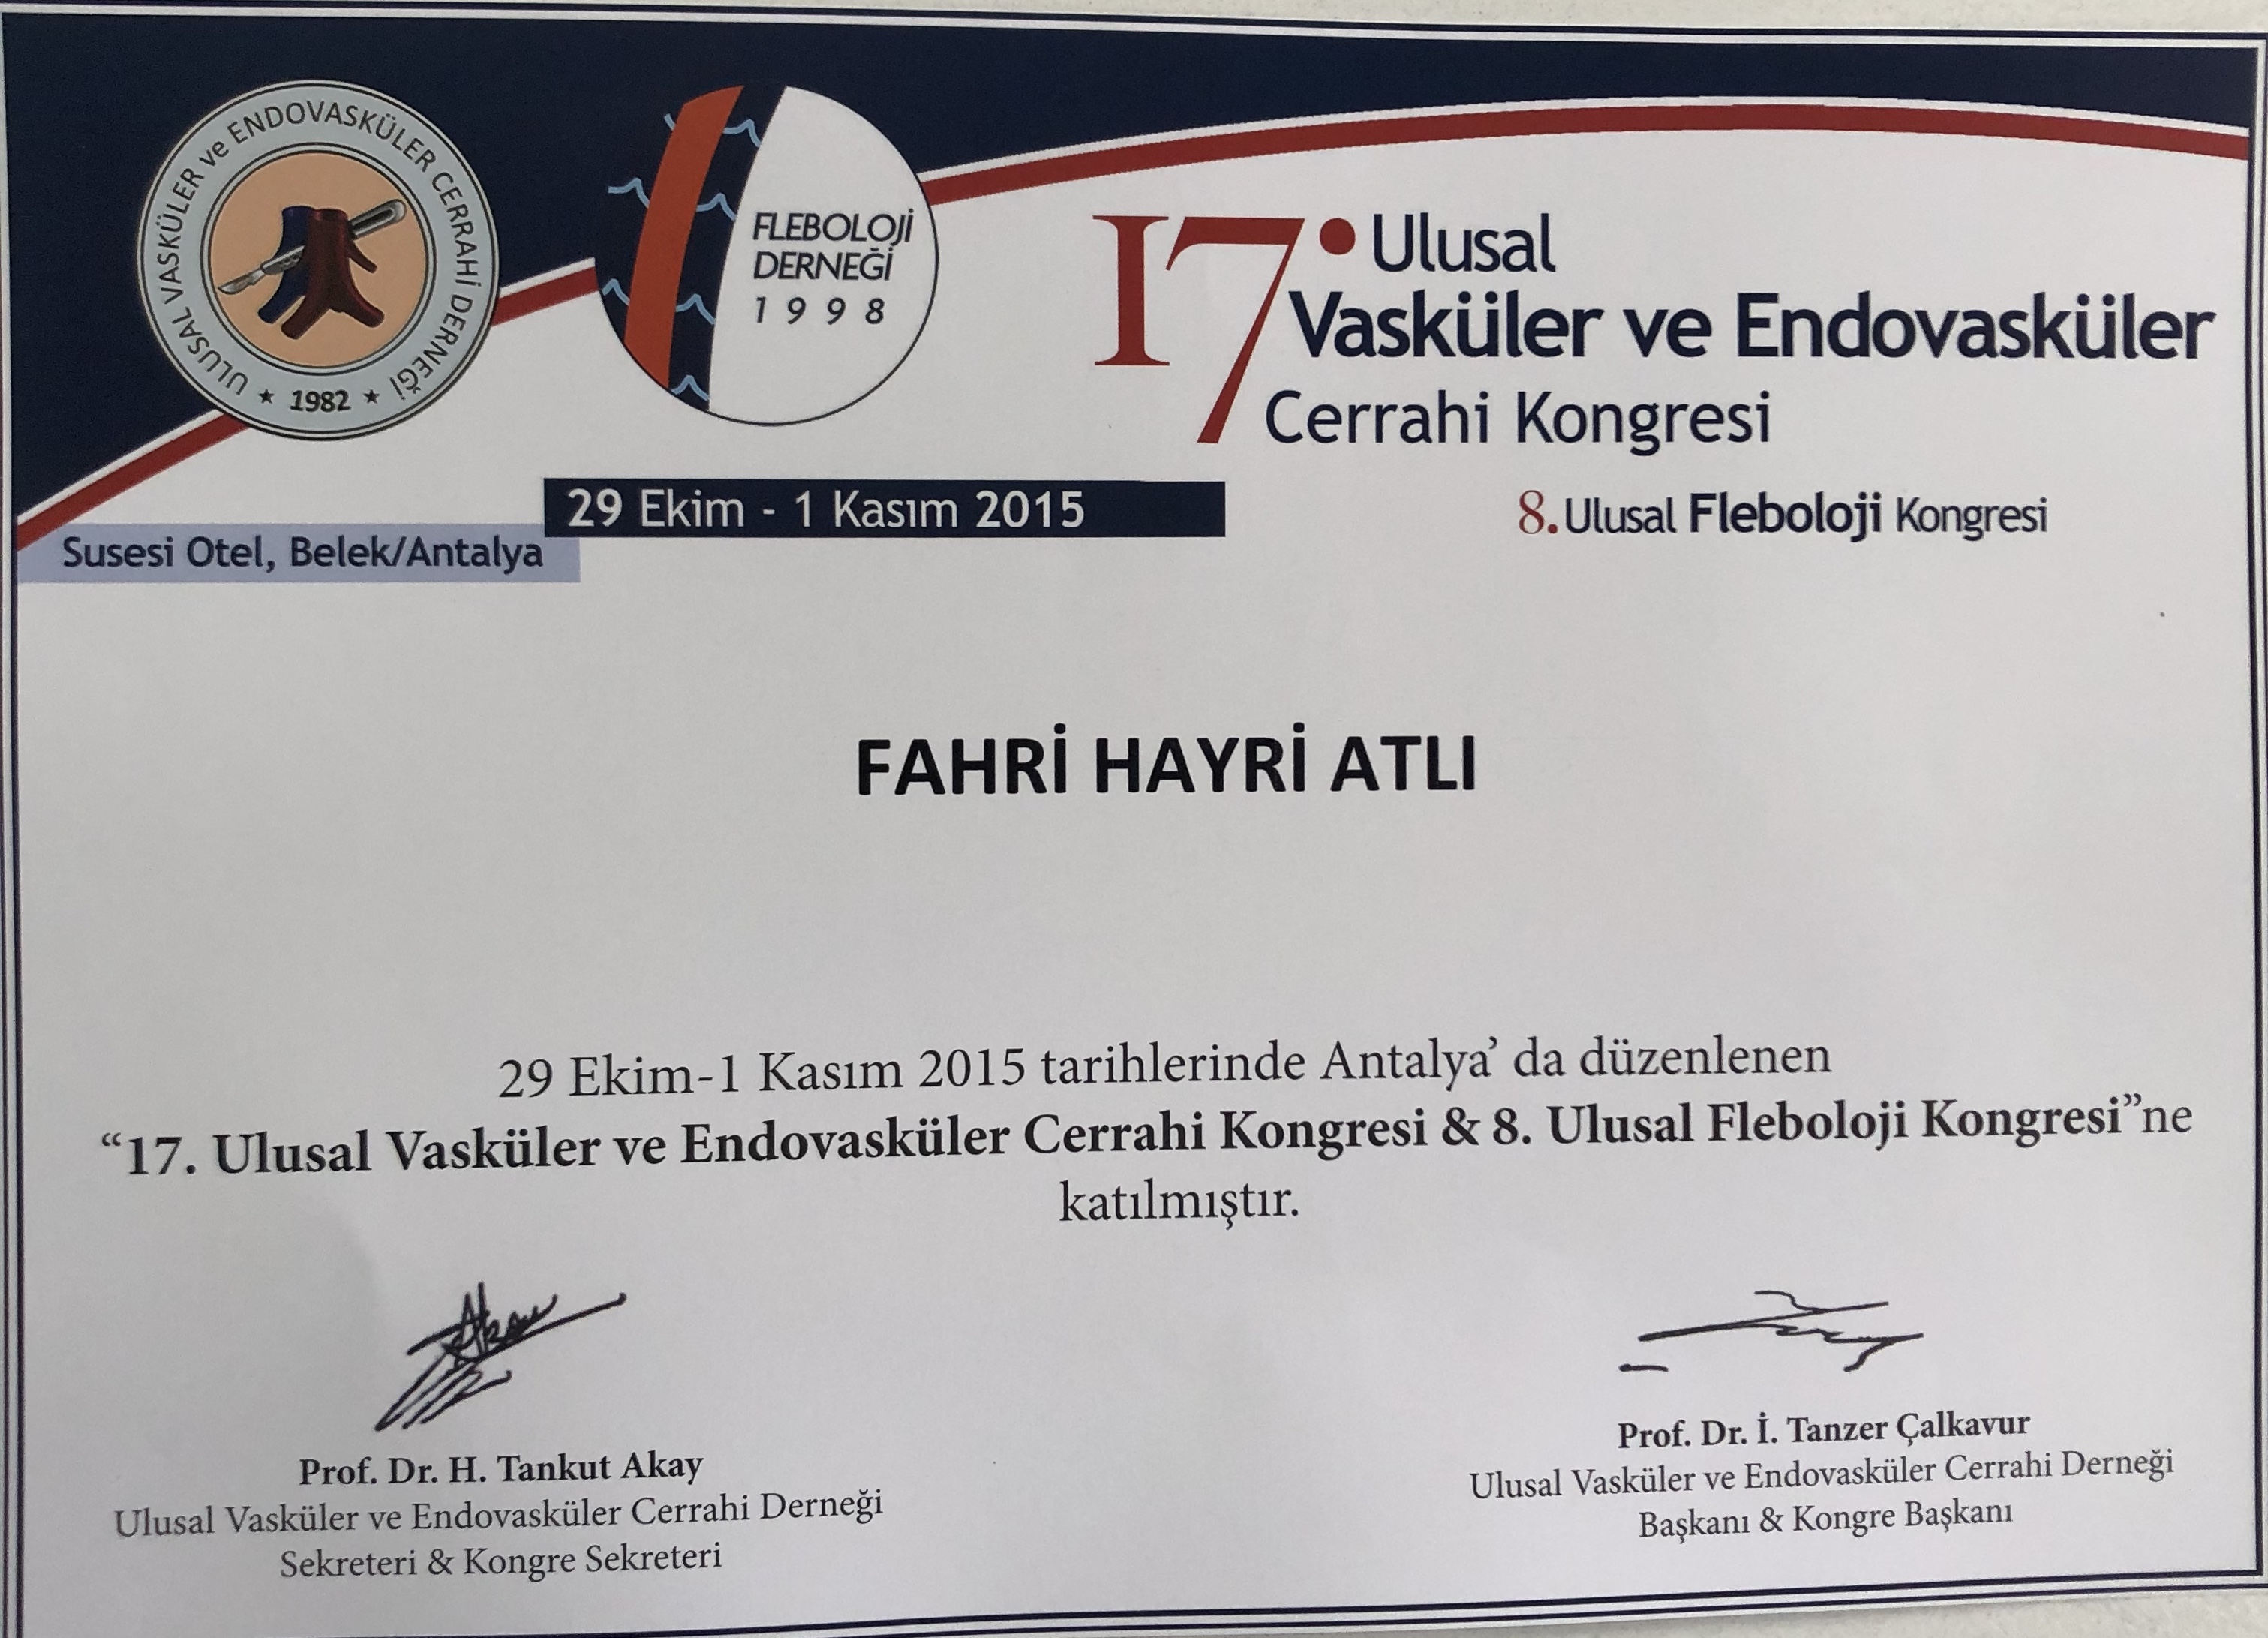 ULUSAL VASKÜLER ve ENDOVASKÜLER CERRAHİ DERNEĞİ
★ 1982 ★
FLEBOLOJİ
DERNEĞİ
1998
17. Ulusal
Vasküler ve Endovasküler
Cerrahi Kongresi
29 Ekim - 1 Kasım 2015
8. Ulusal Fleboloji Kongresi
Susesi Otel, Belek/Antalya
FAHRİ HAYRİ ATLI
29 Ekim-1 Kasım 2015 tarihlerinde Antalya' da düzenlenen
“17. Ulusal Vasküler ve Endovasküler Cerrahi Kongresi & 8. Ulusal Fleboloji Kongresi”ne
katılmıştır.
Prof. Dr. H. Tankut Akay
Ulusal Vasküler ve Endovasküler Cerrahi Derneği
Sekreteri & Kongre Sekreteri
Prof. Dr. İ. Tanzer Çalkavur
Ulusal Vasküler ve Endovasküler Cerrahi Derneği
Başkanı & Kongre Başkanı